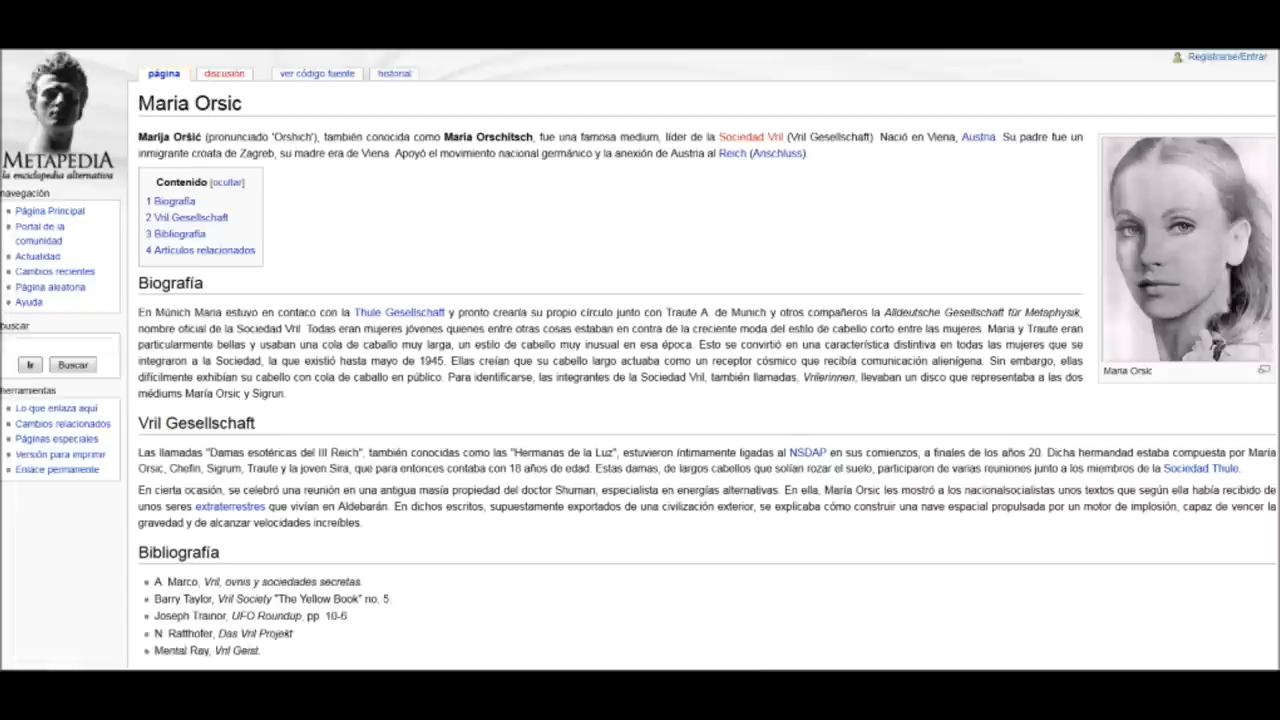 Registrarse/Entrar
página discusión ver código fuente historial
METAPEDIA
la enciclopedia alternativa
navegación
Página Principal
Portal de la
comunidad
Actualidad
Cambios recientes
Página aleatoria
Ayuda
buscar
Ir Buscar
herramientas
Lo que enlaza aquí
Cambios relacionados
Páginas especiales
Versión para imprimir
Enlace permanente
Maria Orsic
Marija Oršić (pronunciado 'Orshich'), también conocida como Maria Orschitsch, fue una famosa medium, líder de la Sociedad Vril (Vril Gesellschaft). Nació en Viena, Austria. Su padre fue un
inmigrante croata de Zagreb, su madre era de Viena. Apoyó el movimiento nacional germánico y la anexión de Austria al Reich (Anschluss)
Contenido [ocultar]
1 Biografía
2 Vril Gesellschaft
3 Bibliografía
4 Artículos relacionados
Maria Orsic
Biografía
En Múnich Maria estuvo en contaco con la Thule Gesellschaft y pronto crearía su propio círculo junto con Traute A. de Munich y otros compañeros la Alldeutsche Gesellschaft für Metaphysik,
nombre oficial de la Sociedad Vril. Todas eran mujeres jóvenes quienes entre otras cosas estaban en contra de la creciente moda del estilo de cabello corto entre las mujeres. Maria y Traute eran
particularmente bellas y usaban una cola de caballo muy larga, un estilo de cabello muy inusual en esa época. Esto se convirtió en una característica distintiva en todas las mujeres que se
integraron a la Sociedad, la que existió hasta mayo de 1945. Ellas creían que su cabello largo actuaba como un receptor cósmico que recibía comunicación alienígena. Sin embargo, ellas
difícilmente exhibían su cabello con cola de caballo en público. Para identificarse, las integrantes de la Sociedad Vril, también llamadas, Vrilerinnen, llevaban un disco que representaba a las dos
médiums María Orsic y Sigrun.
Vril Gesellschaft
Las llamadas "Damas esotéricas del III Reich", también conocidas como las "Hermanas de la Luz", estuvieron íntimamente ligadas al NSDAP en sus comienzos, a finales de los años 20. Dicha hermandad estaba compuesta por María
Orsic, Chefin, Sigrum, Traute y la joven Sira, que para entonces contaba con 18 años de edad. Estas damas, de largos cabellos que solían rozar el suelo, participaron de varias reuniones junto a los miembros de la Sociedad Thule.
En cierta ocasión, se celebró una reunión en una antigua masía propiedad del doctor Shuman, especialista en energías alternativas. En ella, María Orsic les mostró a los nacionalsocialistas unos textos que según ella había recibido de
unos seres extraterrestres que vivían en Aldebarán. En dichos escritos, supuestamente exportados de una civilización exterior, se explicaba cómo construir una nave espacial propulsada por un motor de implosión, capaz de vencer la
gravedad y de alcanzar velocidades increíbles.
Bibliografía
A. Marco, Vril, ovnis y sociedades secretas.
Barry Taylor, Vril Society "The Yellow Book" no. 5.
Joseph Trainor, UFO Roundup, pp. 10-6
N. Ratthofer, Das Vril Projekt
Mental Ray, Vril Geist.